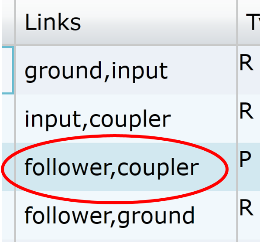 Links
ground,input R
input,coupler R
follower,coupler P
follower,ground R